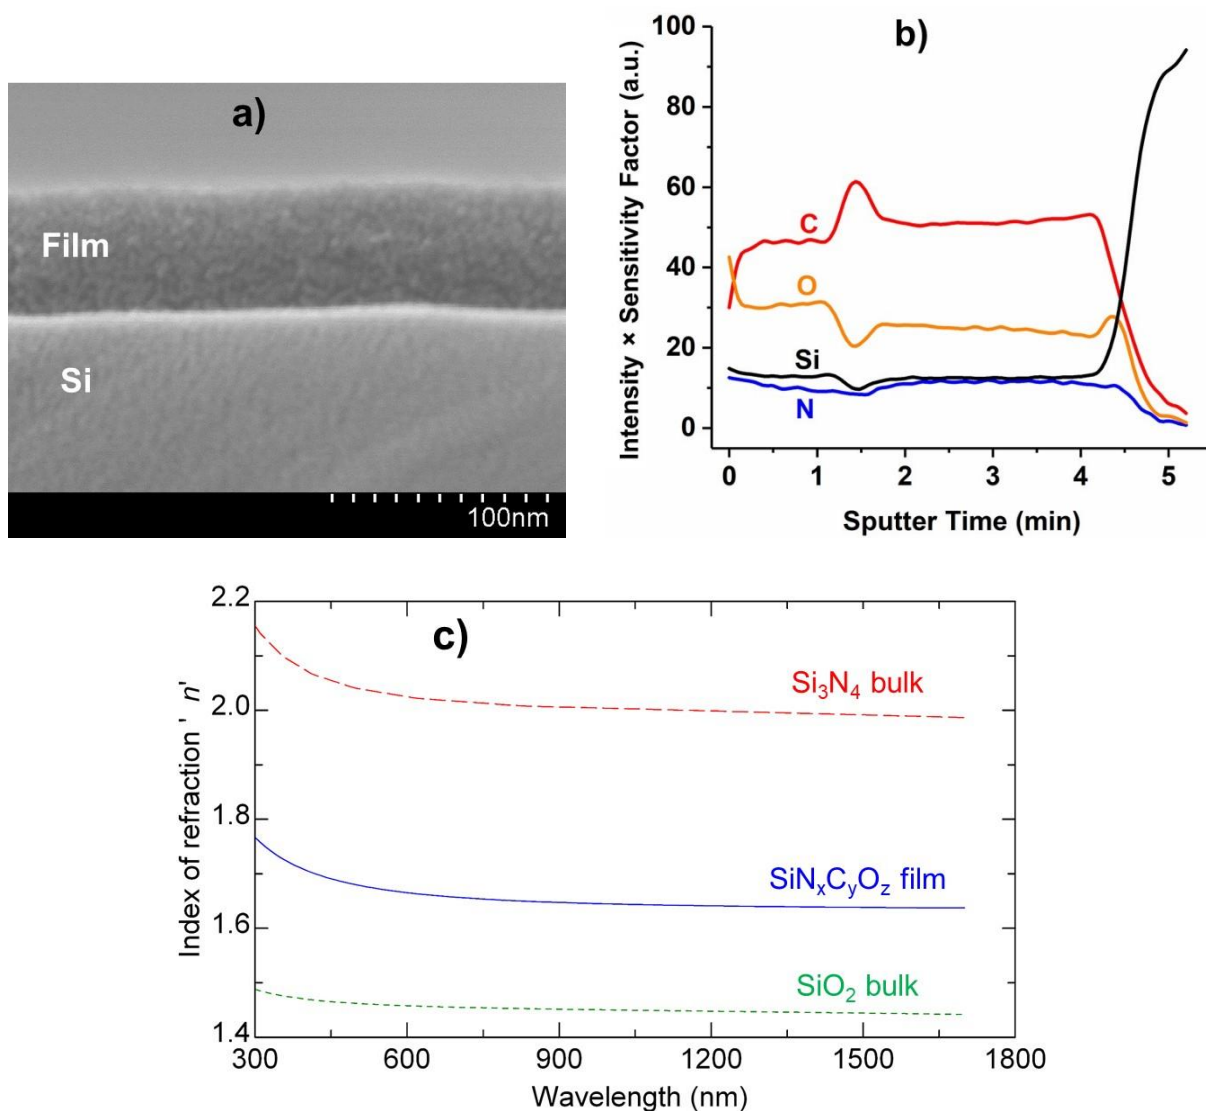 a)
Film
Si
100nm
b)
100
80
60
40
20
0
Intensity × Sensitivity Factor (a.u.)
C
O
Si
N
0 1 2 3 4 5
Sputter Time (min)
c)
2.2
2.0
1.8
1.6
1.4
Index of refraction ' n'
Si₃N₄ bulk
SiNₓCᵧO_z film
SiO₂ bulk
300 600 900 1200 1500 1800
Wavelength (nm)